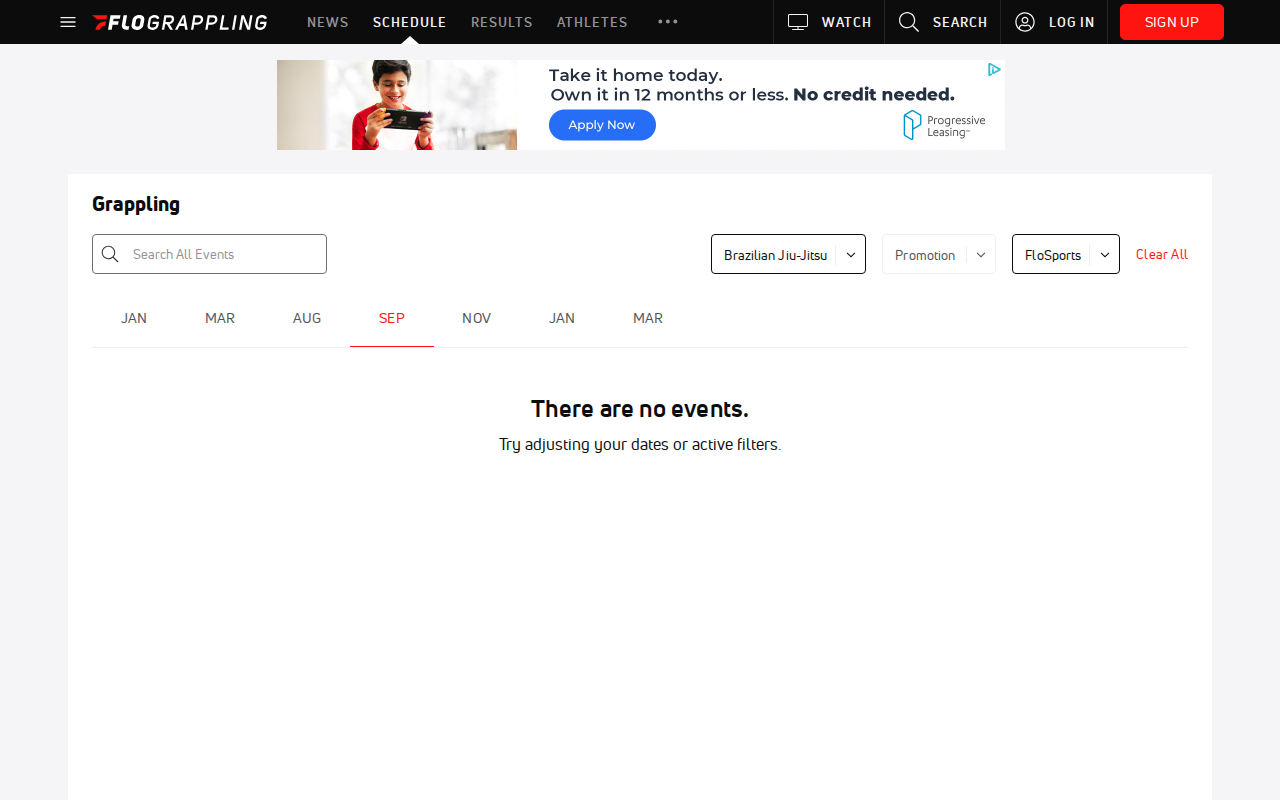 FLOGRAPPLING
NEWS SCHEDULE RESULTS ATHLETES WATCH SEARCH LOG IN SIGN UP
Take it home today.
Own it in 12 months or less. No credit needed.
Apply Now
Progressive
Leasing
Grappling
Search All Events
Brazilian Jiu-Jitsu Promotion FloSports Clear All
JAN MAR AUG SEP NOV JAN MAR
There are no events.
Try adjusting your dates or active filters.